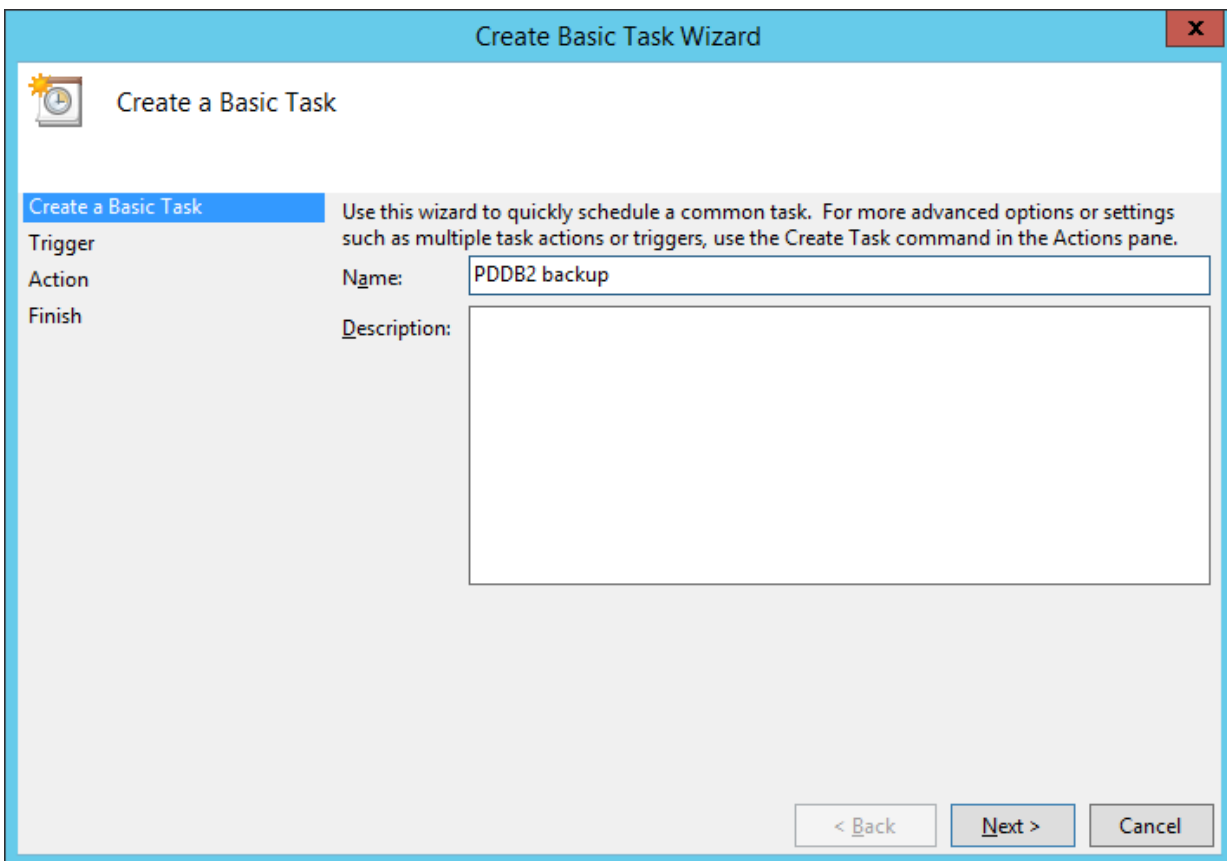 Create Basic Task Wizard
x
Create a Basic Task
Create a Basic Task
Trigger
Action
Finish
Use this wizard to quickly schedule a common task.  For more advanced options or settings
such as multiple task actions or triggers, use the Create Task command in the Actions pane.
Name:
PDDB2 backup
Description:
< Back
Next >
Cancel